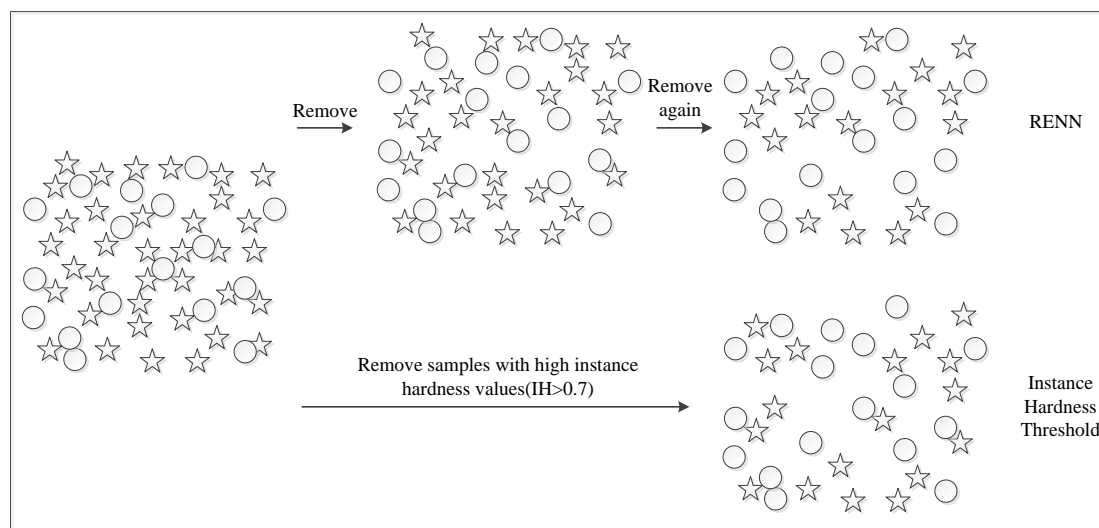 Remove
Remove
again
RENN
Remove samples with high instance
hardness values(IH>0.7)
Instance
Hardness
Threshold